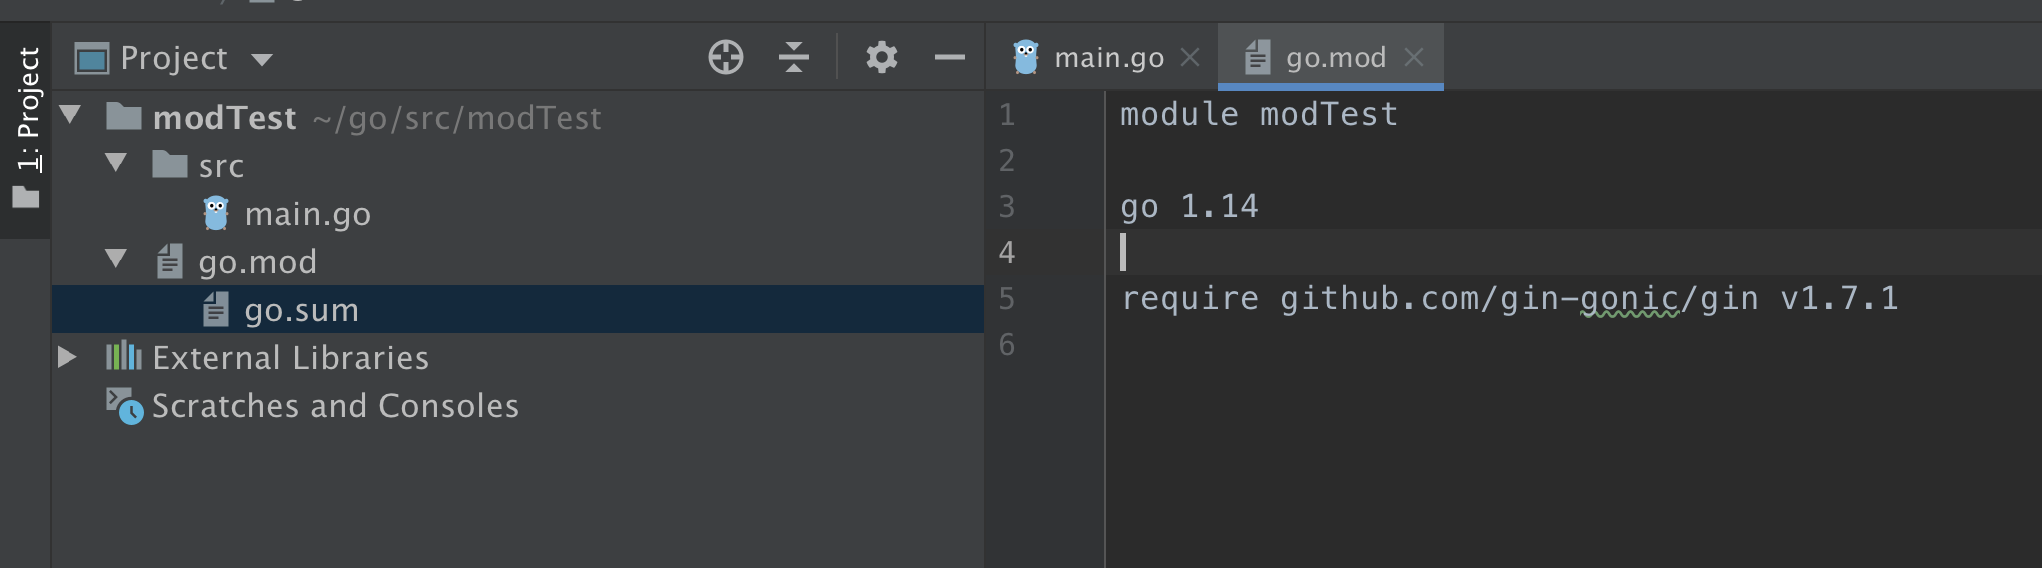 1: Project
Project
modTest ~/go/src/modTest
src
main.go
go.mod
go.sum
External Libraries
Scratches and Consoles
main.go
go.mod
1 module modTest
2
3 go 1.14
4
5 require github.com/gin-gonic/gin v1.7.1
6